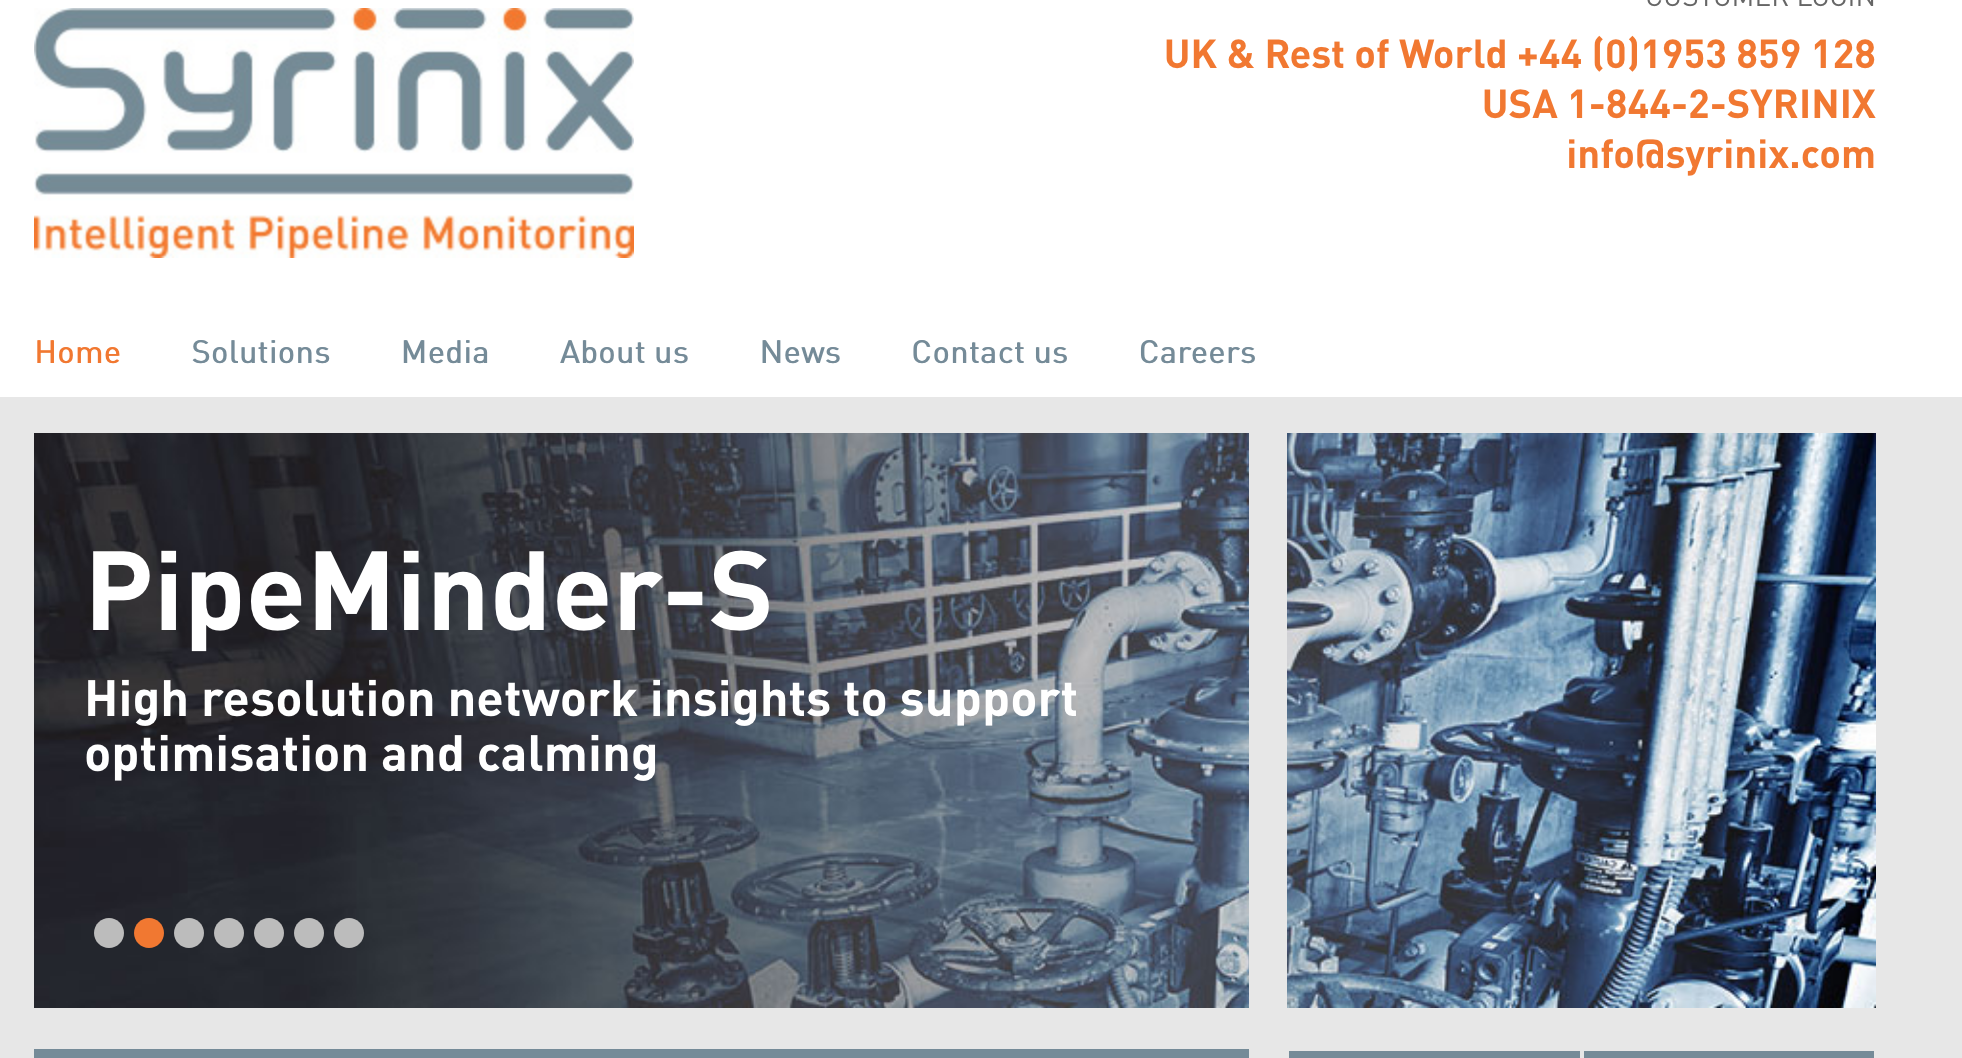 Syrinix
Intelligent Pipeline Monitoring
CUSTOMER LOGIN
UK & Rest of World +44 (0)1953 859 128
USA 1-844-2-SYRINIX
info@syrinix.com
Home Solutions Media About us News Contact us Careers
PipeMinder-S
High resolution network insights to support
optimisation and calming